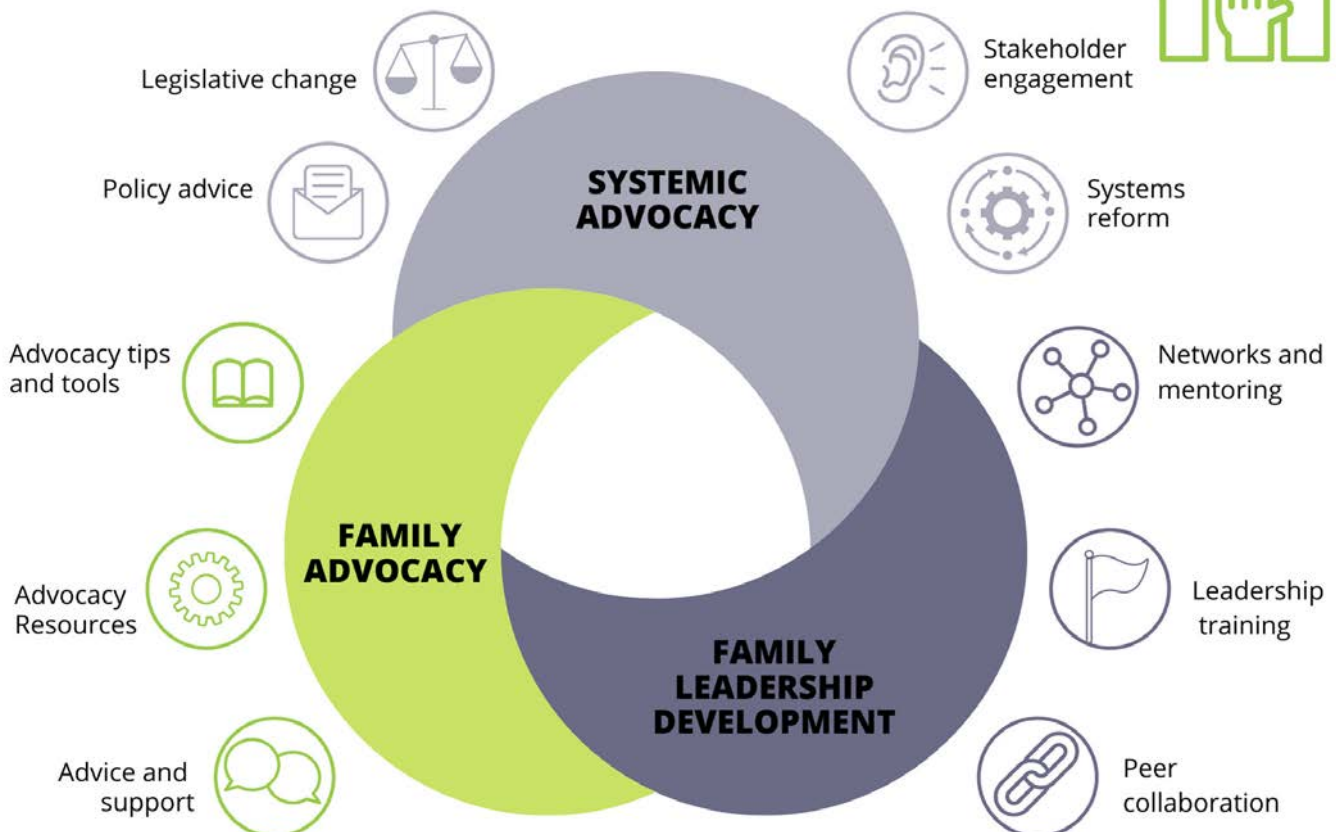 Legislative change
Stakeholder
engagement
Policy advice
SYSTEMIC
ADVOCACY
Systems
reform
Advocacy tips
and tools
Networks and
mentoring
FAMILY
ADVOCACY
Advocacy
Resources
Leadership
training
FAMILY
LEADERSHIP
DEVELOPMENT
Advice and
support
Peer
collaboration